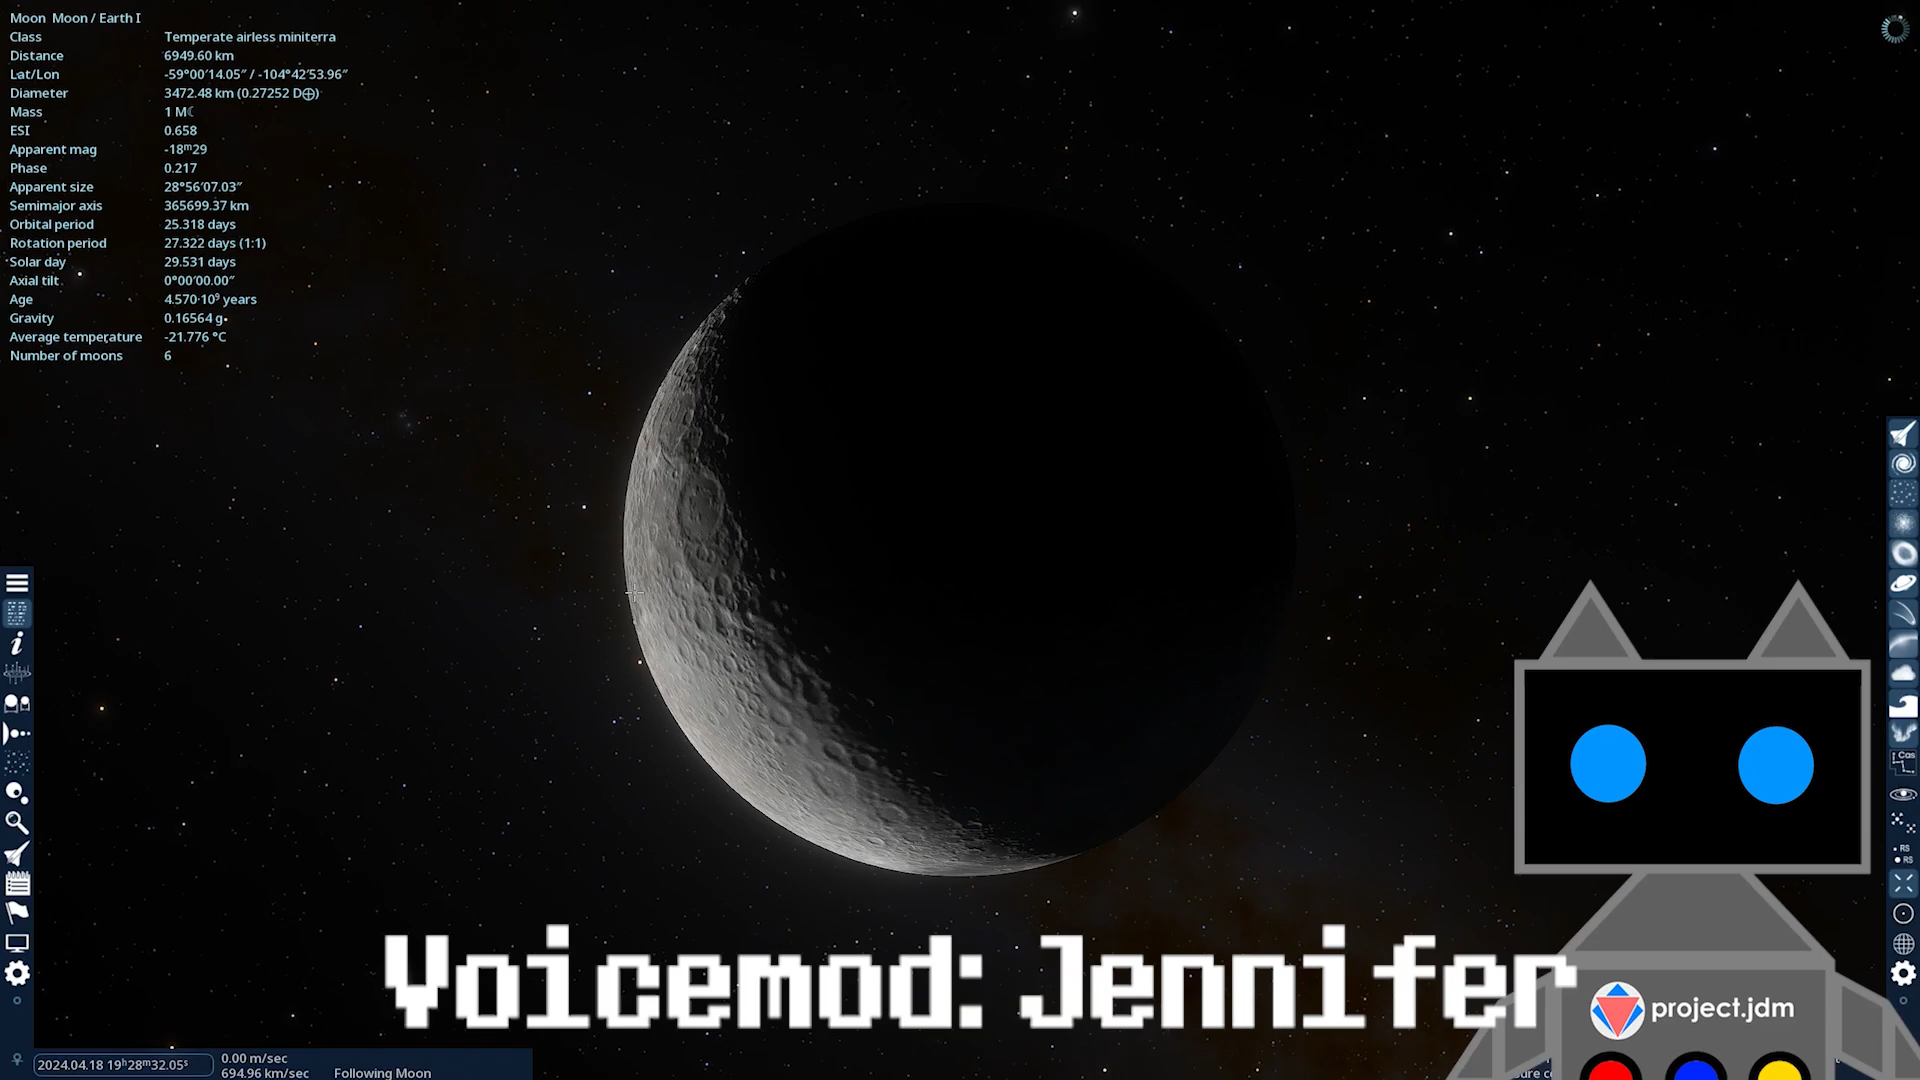 Moon Moon / Earth I
Class Temperate airless miniterra
Distance 6949.60 km
Lat/Lon -59°00′14.05″ / -104°42′53.96″
Diameter 3472.48 km (0.27252 D⊕)
Mass 1 M☾
ESI 0.658
Apparent mag -18ᵐ29
Phase 0.217
Apparent size 28°56′07.03″
Semimajor axis 365699.37 km
Orbital period 25.318 days
Rotation period 27.322 days (1:1)
Solar day 29.531 days
Axial tilt 0°00′00.00″
Age 4.570·10⁹ years
Gravity 0.16564 g
Average temperature -21.776 °C
Number of moons 6
Cas
RS
RS
Voicemod: Jennifer
project.jdm
2024.04.18 19ʰ28ᵐ32.05ˢ
0.00 m/sec
694.96 km/sec Following Moon